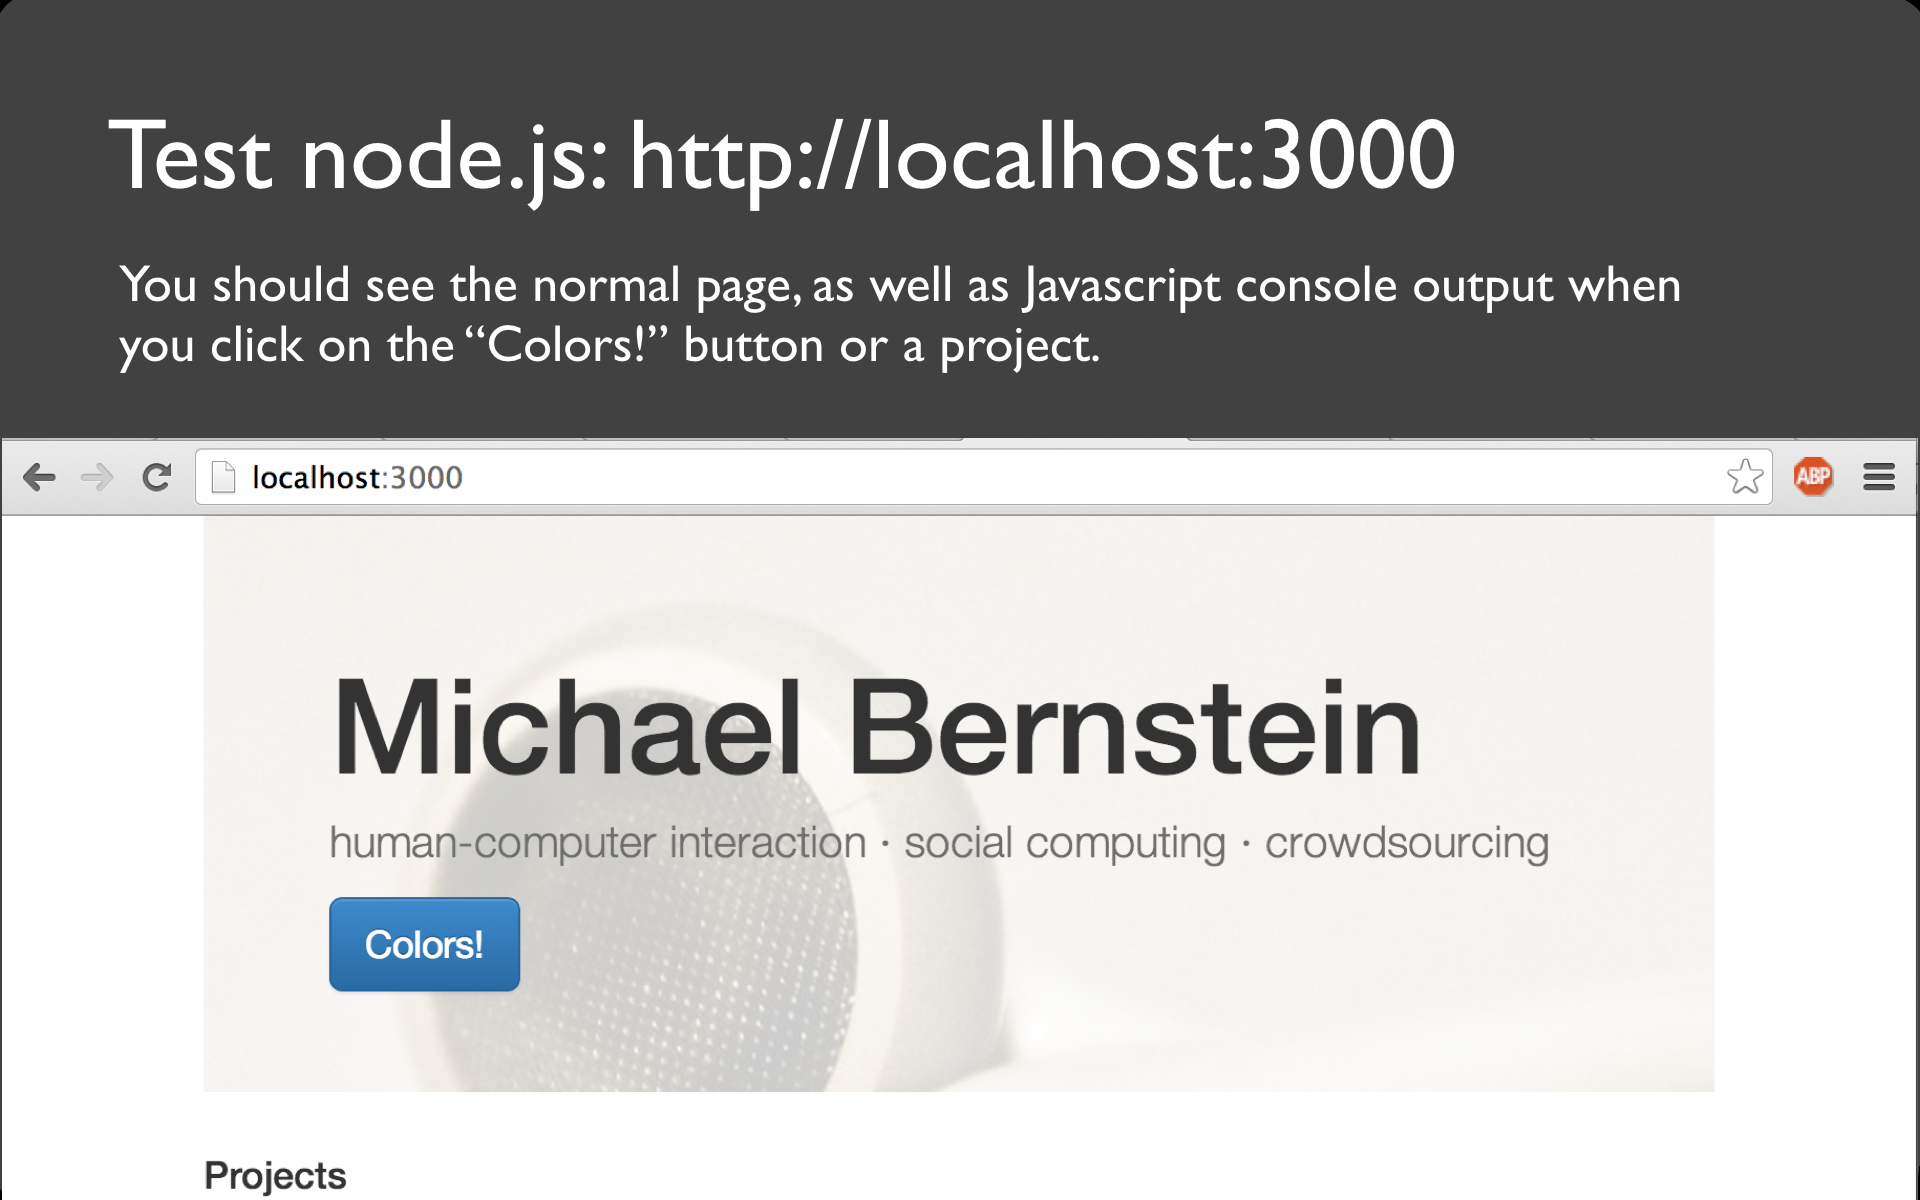 Test node.js: http://localhost:3000
You should see the normal page, as well as Javascript console output when
you click on the “Colors!” button or a project.
localhost:3000
ABP
Michael Bernstein
human-computer interaction · social computing · crowdsourcing
Colors!
Projects